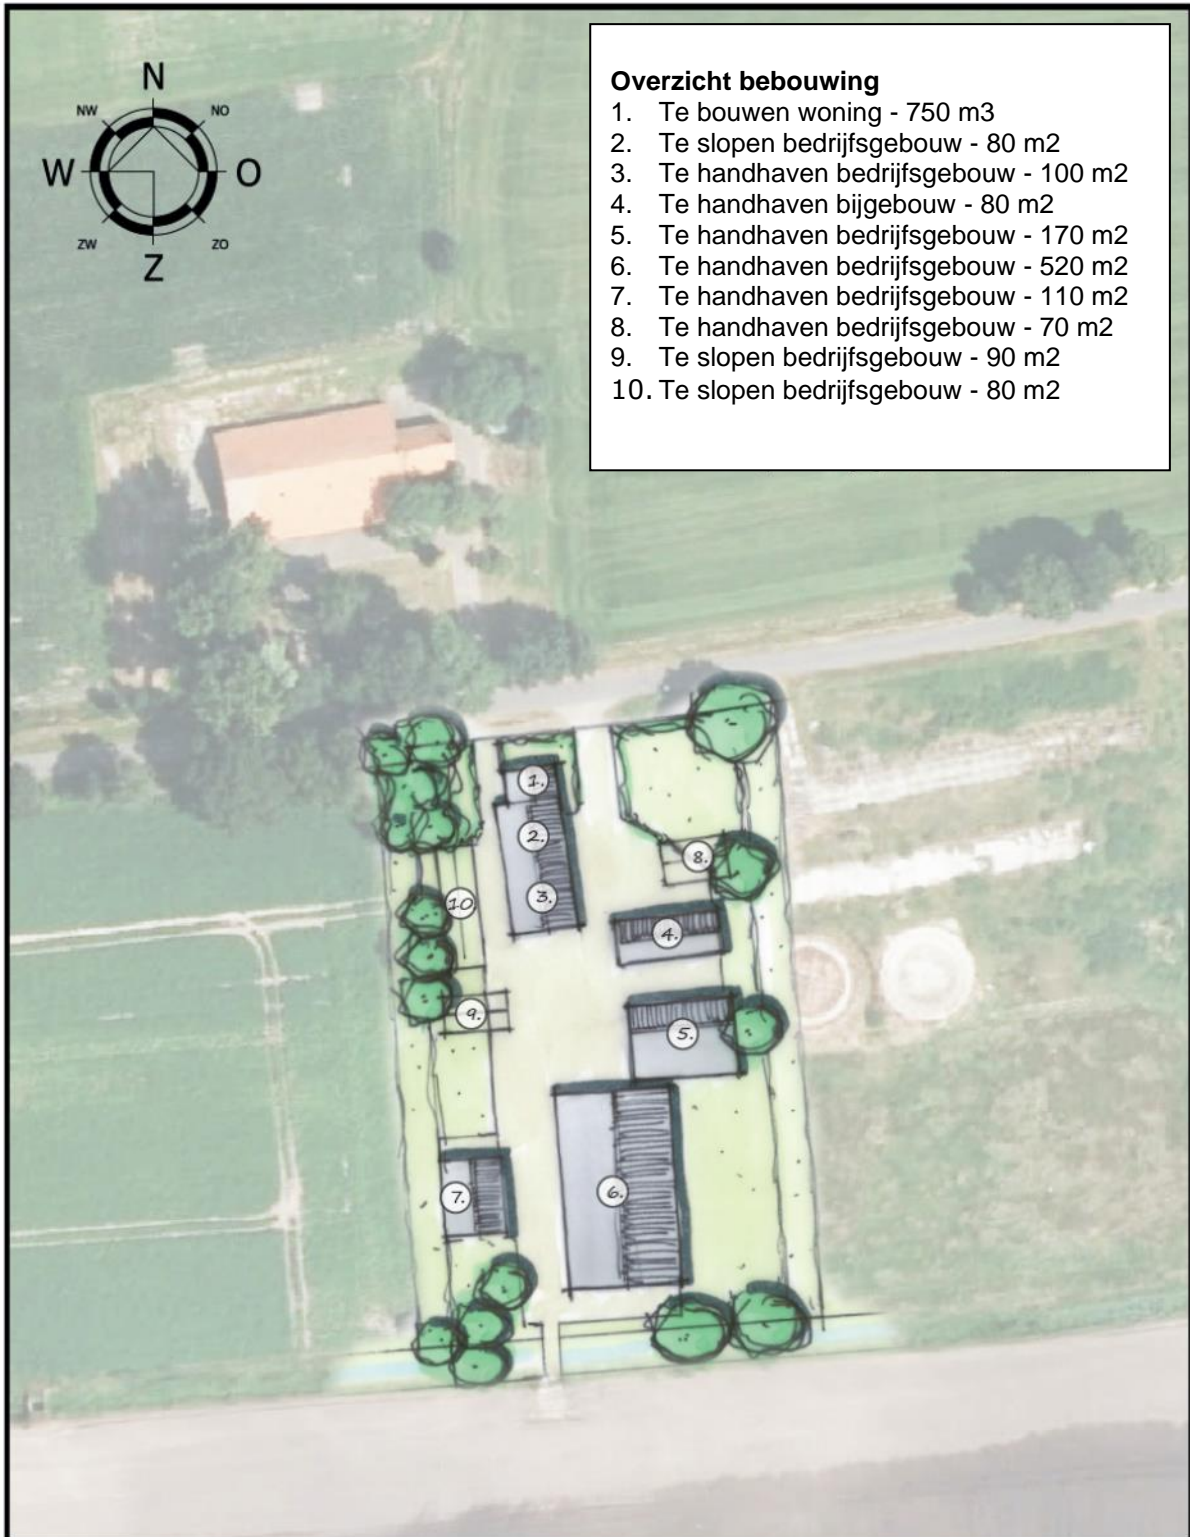 N
NW NO
W O
ZW ZO
Z
Overzicht bebouwing
1. Te bouwen woning - 750 m3
2. Te slopen bedrijfsgebouw - 80 m2
3. Te handhaven bedrijfsgebouw - 100 m2
4. Te handhaven bijgebouw - 80 m2
5. Te handhaven bedrijfsgebouw - 170 m2
6. Te handhaven bedrijfsgebouw - 520 m2
7. Te handhaven bedrijfsgebouw - 110 m2
8. Te handhaven bedrijfsgebouw - 70 m2
9. Te slopen bedrijfsgebouw - 90 m2
10. Te slopen bedrijfsgebouw - 80 m2
1.
2.
8.
3.
10
4.
9.
5.
6.
7.